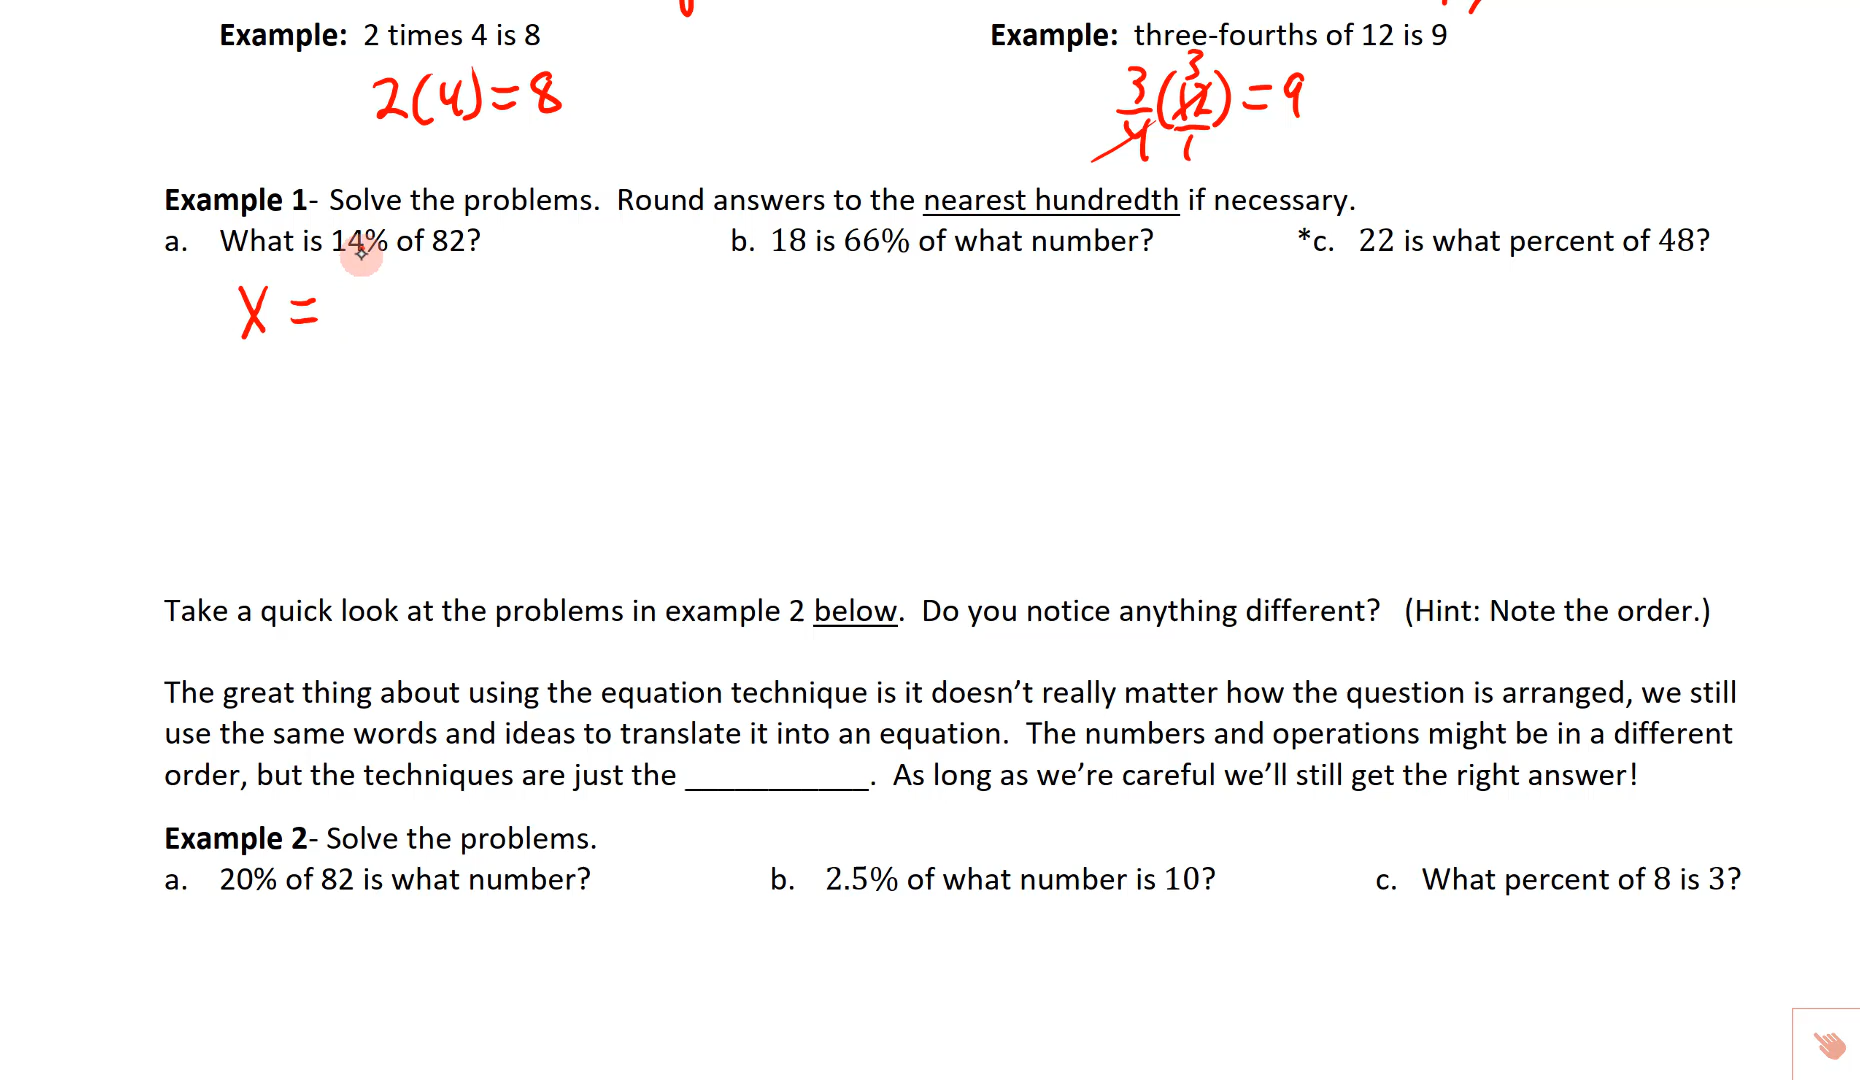 Example: 2 times 4 is 8
Example: three-fourths of 12 is 9
2(4)=8
3/4(12/1)=9
3
Example 1- Solve the problems. Round answers to the nearest hundredth if necessary.
a. What is 14% of 82?
b. 18 is 66% of what number?
*c. 22 is what percent of 48?
X =
Take a quick look at the problems in example 2 below. Do you notice anything different? (Hint: Note the order.)
The great thing about using the equation technique is it doesn’t really matter how the question is arranged, we still
use the same words and ideas to translate it into an equation. The numbers and operations might be in a different
order, but the techniques are just the ___________. As long as we’re careful we’ll still get the right answer!
Example 2- Solve the problems.
a. 20% of 82 is what number?
b. 2.5% of what number is 10?
c. What percent of 8 is 3?